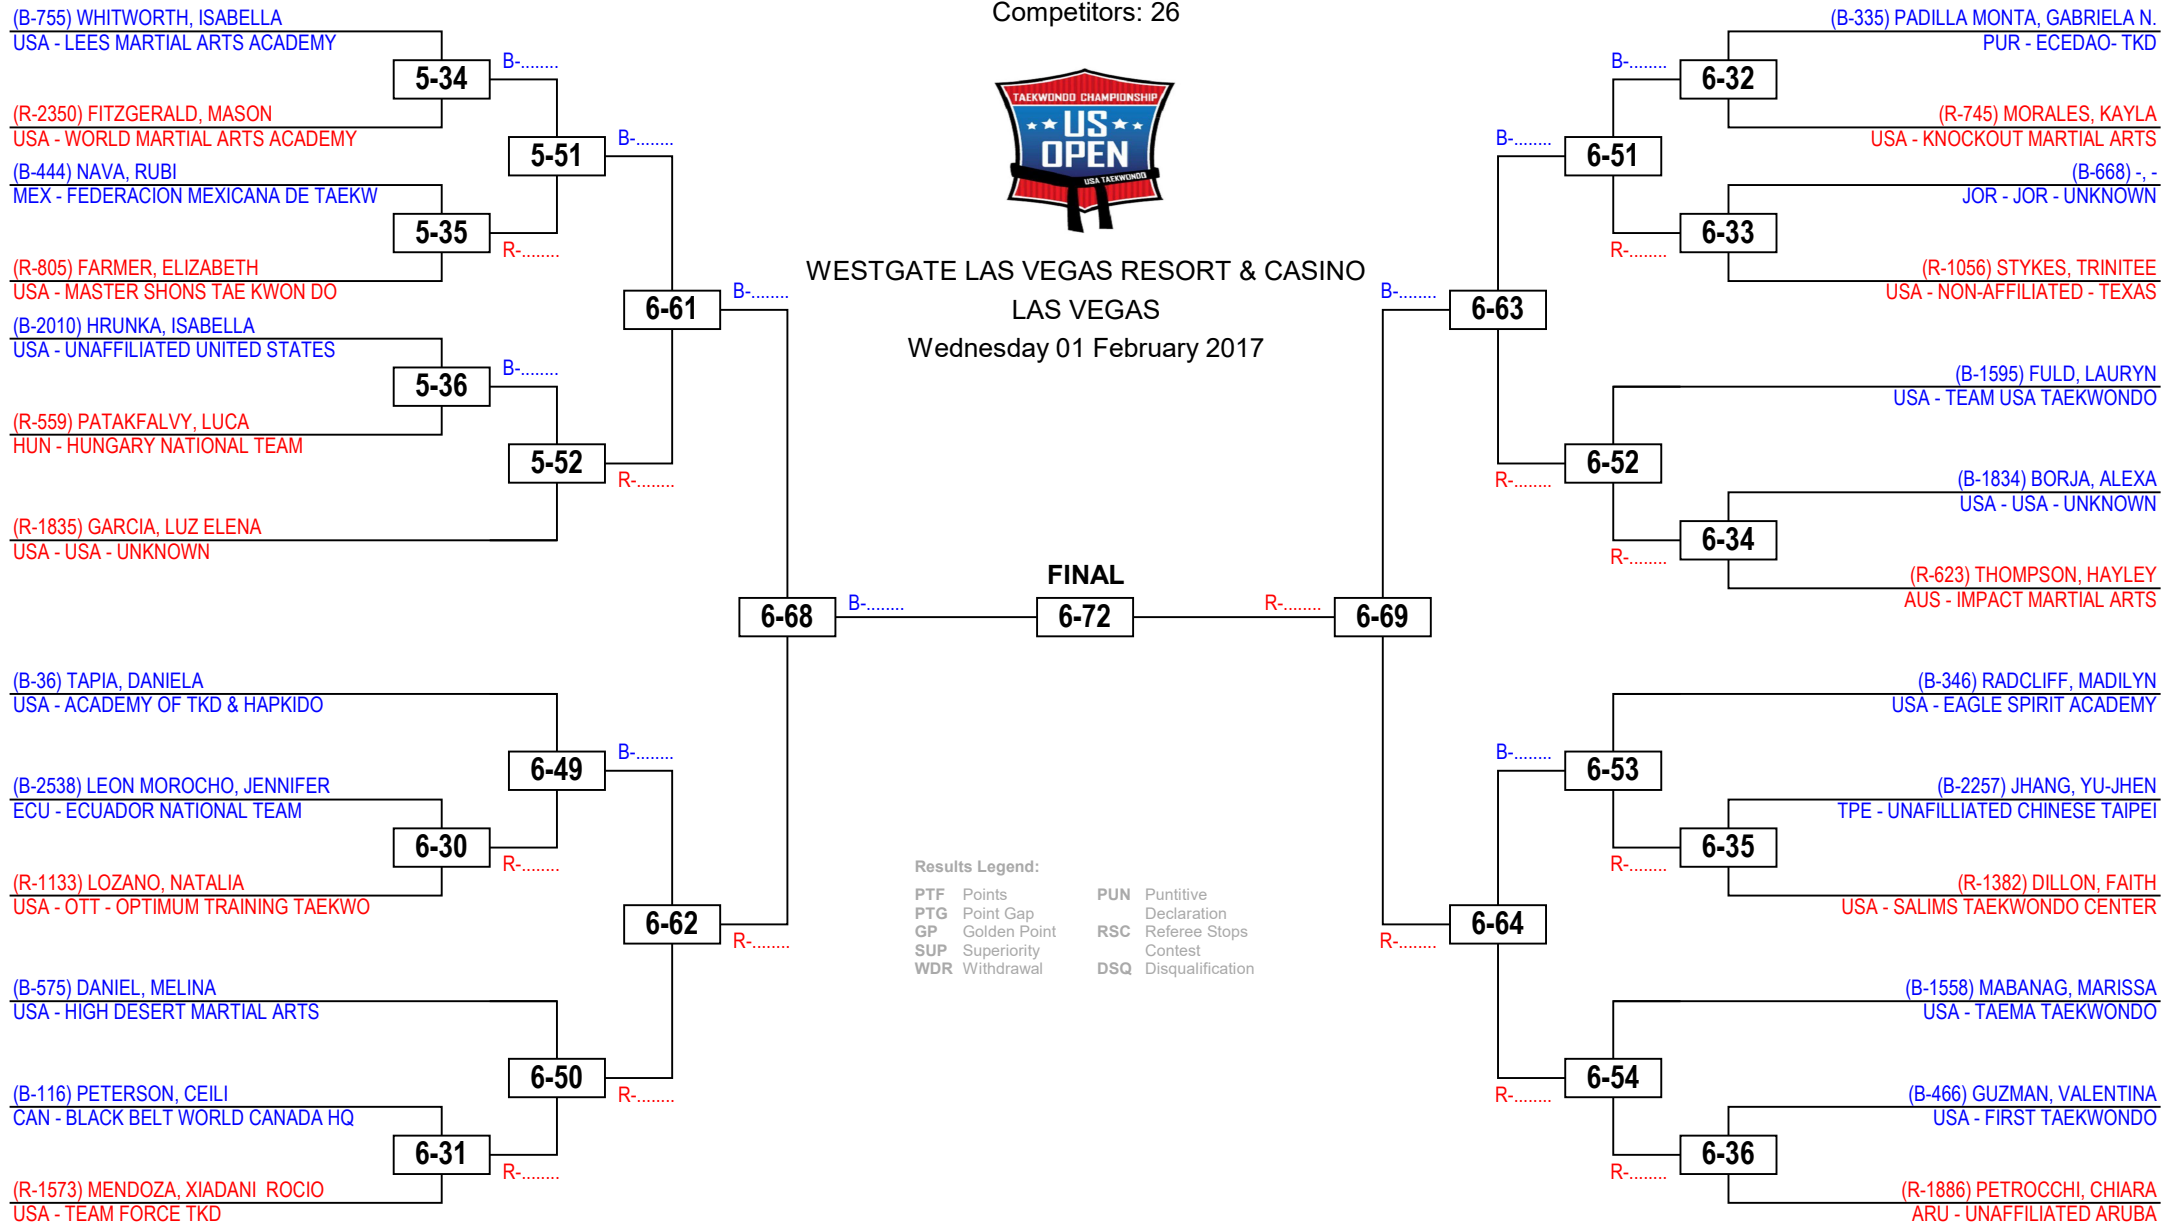 Competitors: 26
TAEKWONDO CHAMPIONSHIP
US
OPEN
USA TAEKWONDO
WESTGATE LAS VEGAS RESORT & CASINO
LAS VEGAS
Wednesday 01 February 2017
(B-755) WHITWORTH, ISABELLA
USA - LEES MARTIAL ARTS ACADEMY
5-34
B-........
(R-2350) FITZGERALD, MASON
USA - WORLD MARTIAL ARTS ACADEMY
5-51
B-........
(B-444) NAVA, RUBI
MEX - FEDERACION MEXICANA DE TAEKW
5-35
R-........
(R-805) FARMER, ELIZABETH
USA - MASTER SHONS TAE KWON DO
6-61
B-........
(B-2010) HRUNKA, ISABELLA
USA - UNAFFILIATED UNITED STATES
5-36
B-........
(R-559) PATAKFALVY, LUCA
HUN - HUNGARY NATIONAL TEAM
5-52
R-........
(R-1835) GARCIA, LUZ ELENA
USA - USA - UNKNOWN
6-68
B-........
(B-36) TAPIA, DANIELA
USA - ACADEMY OF TKD & HAPKIDO
6-49
B-........
(B-2538) LEON MOROCHO, JENNIFER
ECU - ECUADOR NATIONAL TEAM
6-30
R-........
(R-1133) LOZANO, NATALIA
USA - OTT - OPTIMUM TRAINING TAEKWO
6-62
R-........
(B-575) DANIEL, MELINA
USA - HIGH DESERT MARTIAL ARTS
6-50
R-........
(B-116) PETERSON, CEILI
CAN - BLACK BELT WORLD CANADA HQ
6-31
R-........
(R-1573) MENDOZA, XIADANI ROCIO
USA - TEAM FORCE TKD
FINAL
6-72
Results Legend:
PTF Points
PTG Point Gap
GP Golden Point
SUP Superiority
WDR Withdrawal
PUN Puntitive
Declaration
RSC Referee Stops
Contest
DSQ Disqualification
(B-335) PADILLA MONTA, GABRIELA N.
PUR - ECEDAO- TKD
B-........
6-32
(R-745) MORALES, KAYLA
USA - KNOCKOUT MARTIAL ARTS
B-........
6-51
(B-668) -, -
JOR - JOR - UNKNOWN
R-........
6-33
(R-1056) STYKES, TRINITEE
USA - NON-AFFILIATED - TEXAS
B-........
6-63
(B-1595) FULD, LAURYN
USA - TEAM USA TAEKWONDO
R-........
6-52
(B-1834) BORJA, ALEXA
USA - USA - UNKNOWN
R-........
6-34
(R-623) THOMPSON, HAYLEY
AUS - IMPACT MARTIAL ARTS
R-........
6-69
(B-346) RADCLIFF, MADILYN
USA - EAGLE SPIRIT ACADEMY
B-........
6-53
(B-2257) JHANG, YU-JHEN
TPE - UNAFILLIATED CHINESE TAIPEI
R-........
6-35
(R-1382) DILLON, FAITH
USA - SALIMS TAEKWONDO CENTER
R-........
6-64
(B-1558) MABANAG, MARISSA
USA - TAEMA TAEKWONDO
R-........
6-54
(B-466) GUZMAN, VALENTINA
USA - FIRST TAEKWONDO
R-........
6-36
(R-1886) PETROCCHI, CHIARA
ARU - UNAFFILIATED ARUBA